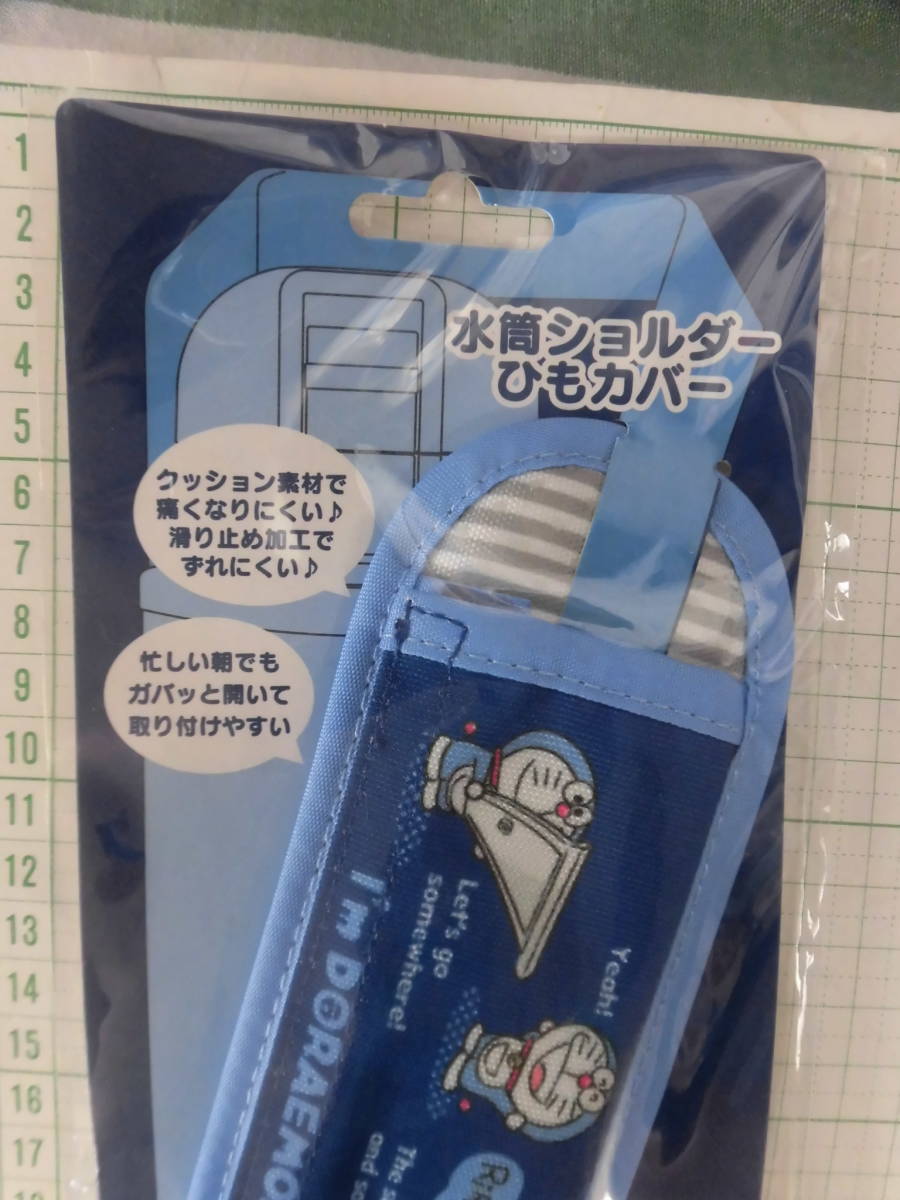 水筒ショルダー
ひもカバー
クッション素材で
痛くなりにくい♪
滑り止め加工で
ずれにくい♪
忙しい朝でも
ガバッと開いて
取り付けやすい
Let's go
somewhere!
Yeah!
I'm DORAEMO
The s
and so
1
2
3
4
5
6
7
8
9
10
11
12
13
14
15
16
17